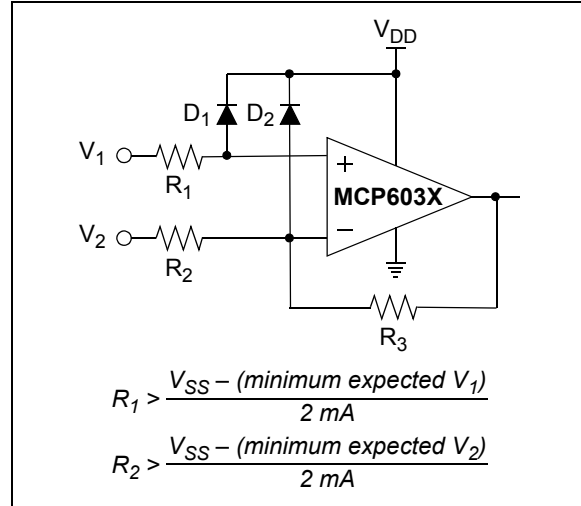 V_DD
D_1 D_2
V_1
R_1
+
MCP603X
V_2
R_2
–
R_3
R_1 > V_SS – (minimum expected V_1)
2 mA
R_2 > V_SS – (minimum expected V_2)
2 mA